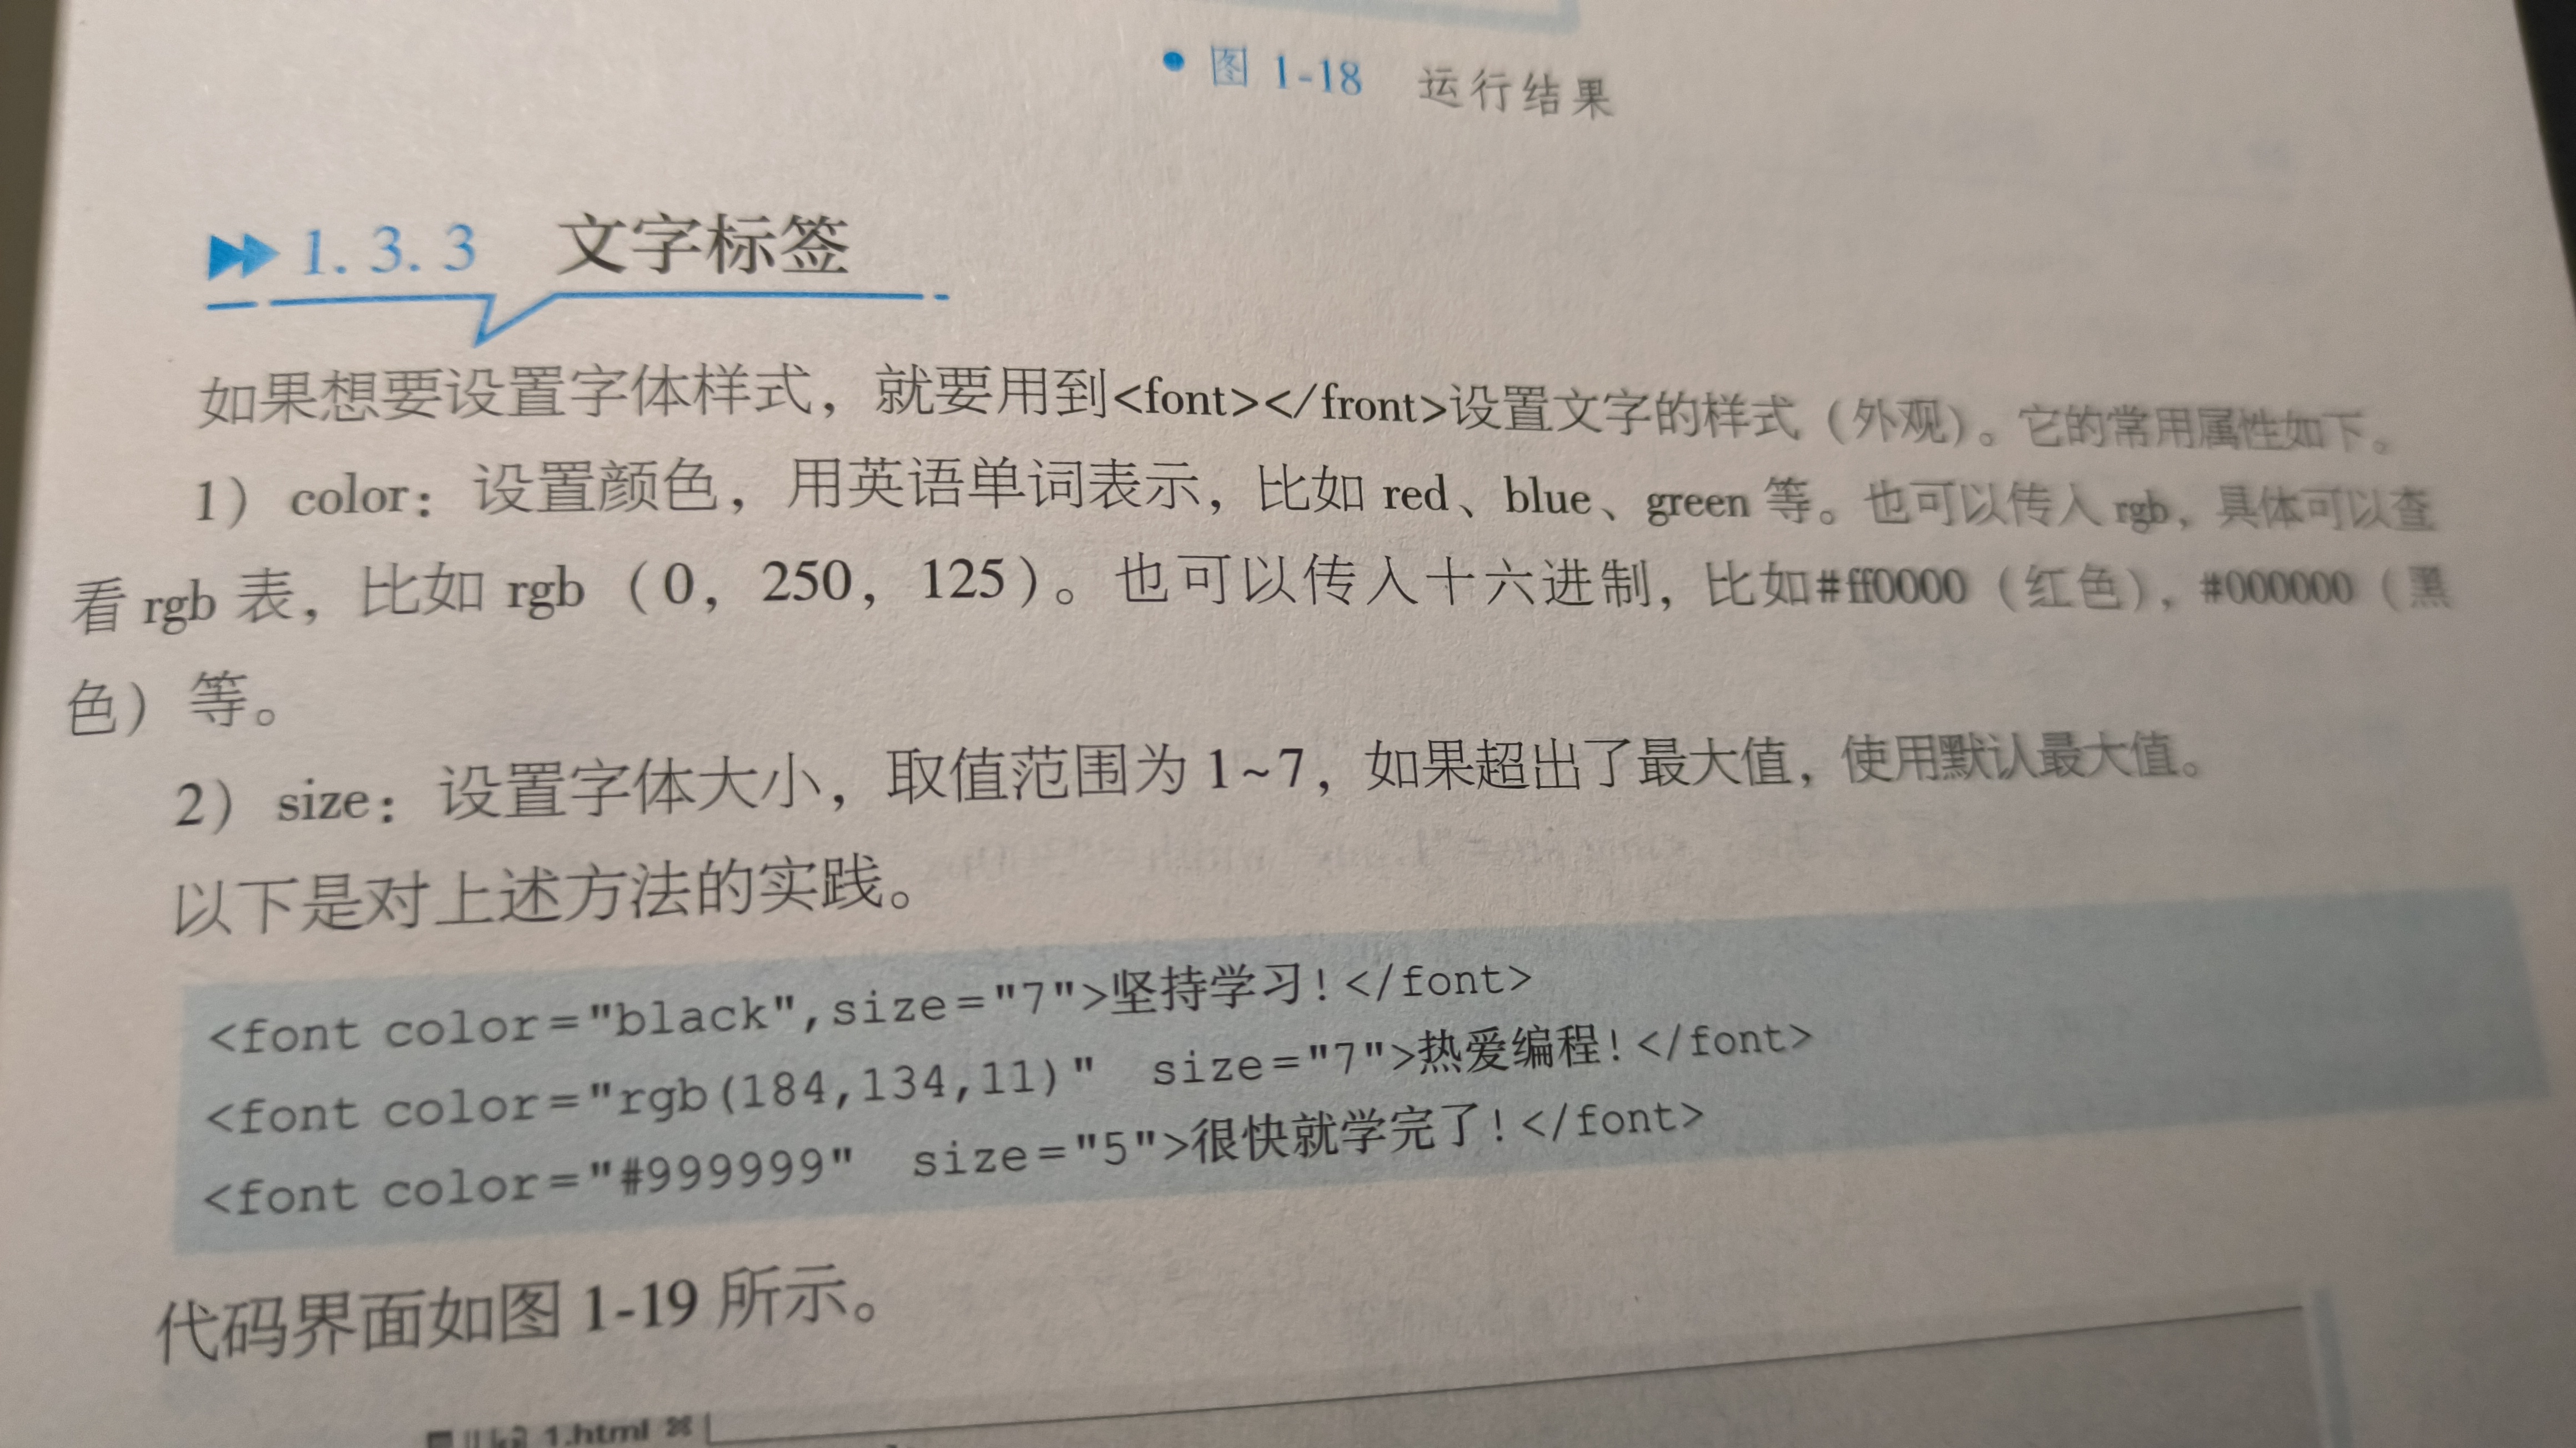 • 图 1-18 运行结果
1.3.3 文字标签
如果想要设置字体样式，就要用到<font></front>设置文字的样式（外观）。它的常用属性如下。
1）color：设置颜色，用英语单词表示，比如 red、blue、green 等。也可以传入 rgb，具体可以查
看 rgb 表，比如 rgb（0，250，125）。也可以传入十六进制，比如#ff0000（红色），#000000（黑
色）等。
2）size：设置字体大小，取值范围为 1~7，如果超出了最大值，使用默认最大值。
以下是对上述方法的实践。
<font color="black",size="7">坚持学习！</font>
<font color="rgb(184,134,11)" size="7">热爱编程！</font>
<font color="#999999" size="5">很快就学完了！</font>
代码界面如图 1-19 所示。
1.html